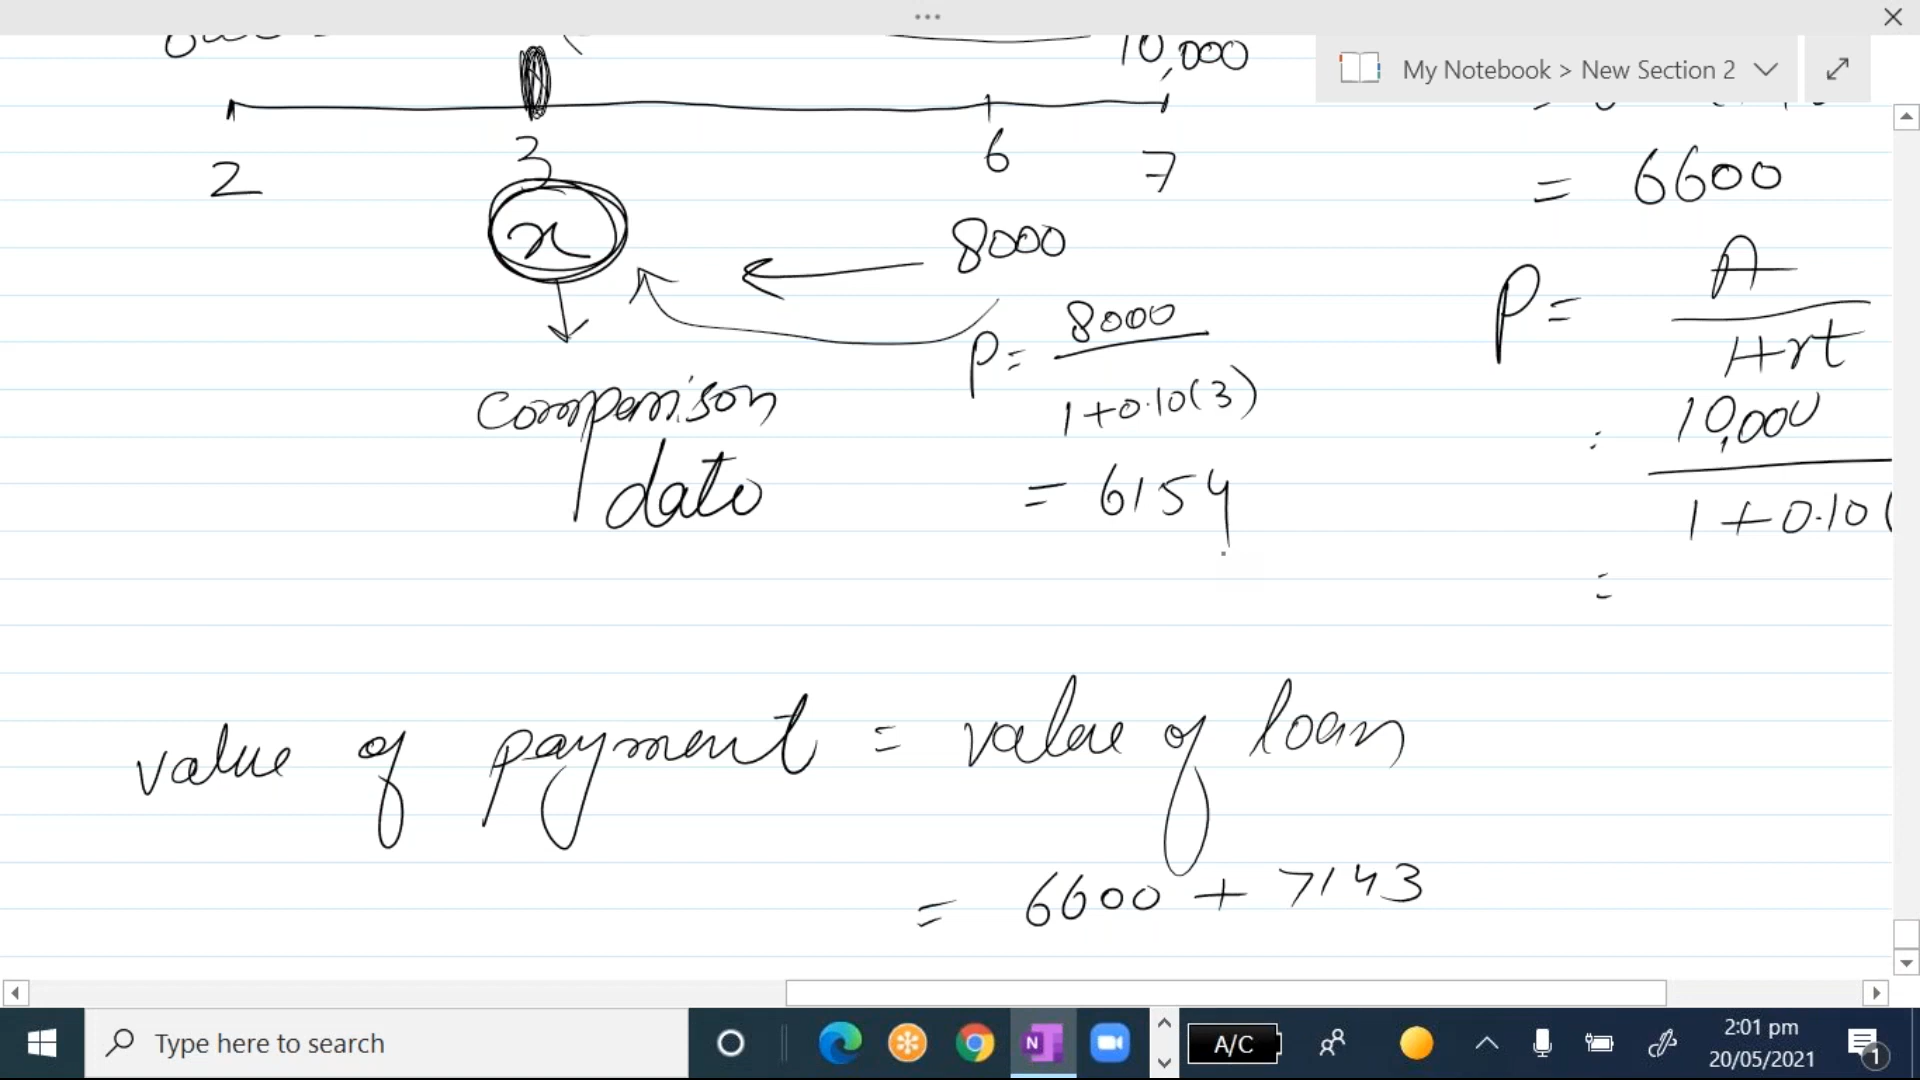 10,000
My Notebook > New Section 2
2
3
6
7
= 6600
x
8000
P = A
1+rt
P = 8000
1+0.10(3)
comparison
date
= 6154
= 10,000
1+0.10(
=
value of payment = value of loan
= 6600 + 7143
Type here to search
A/C
2:01 pm
20/05/2021
1